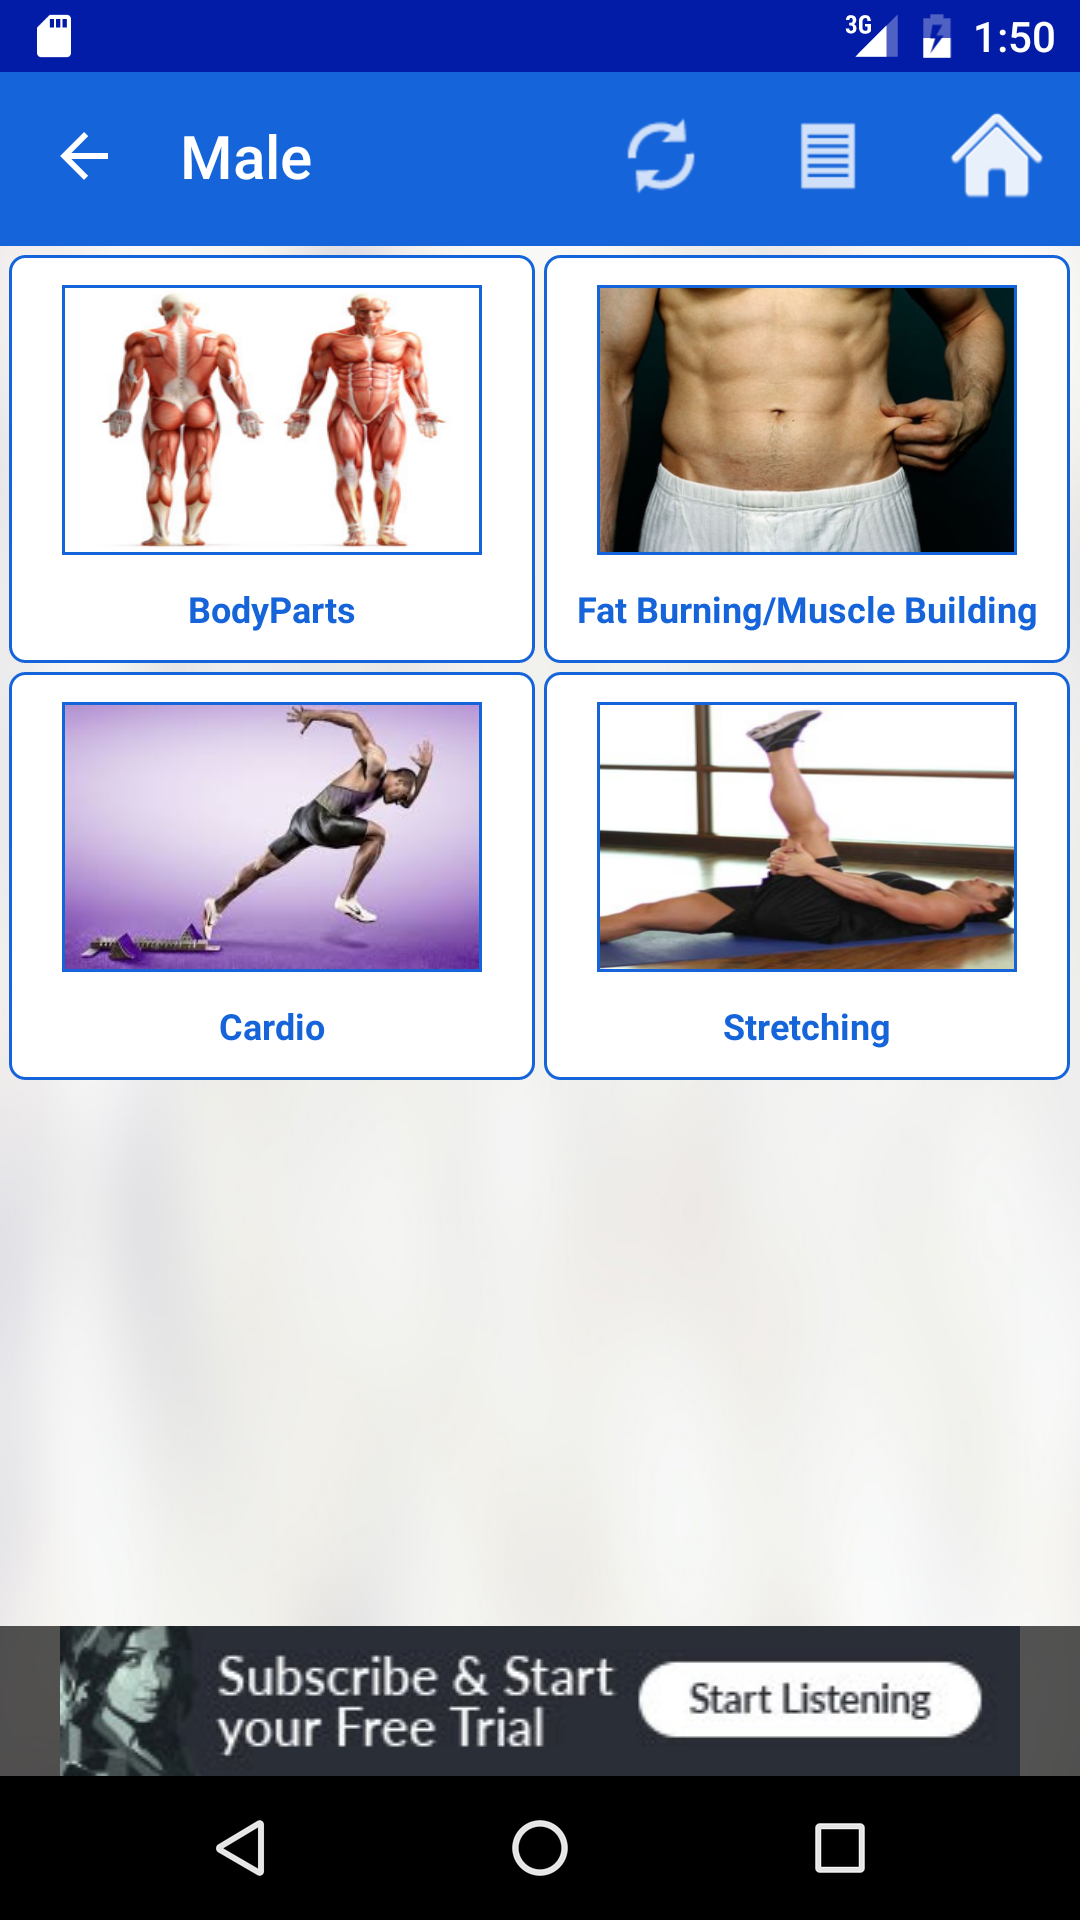 3G 1:50
Male
BodyParts
Fat Burning/Muscle Building
Cardio
Stretching
Subscribe & Start
your Free Trial
Start Listening